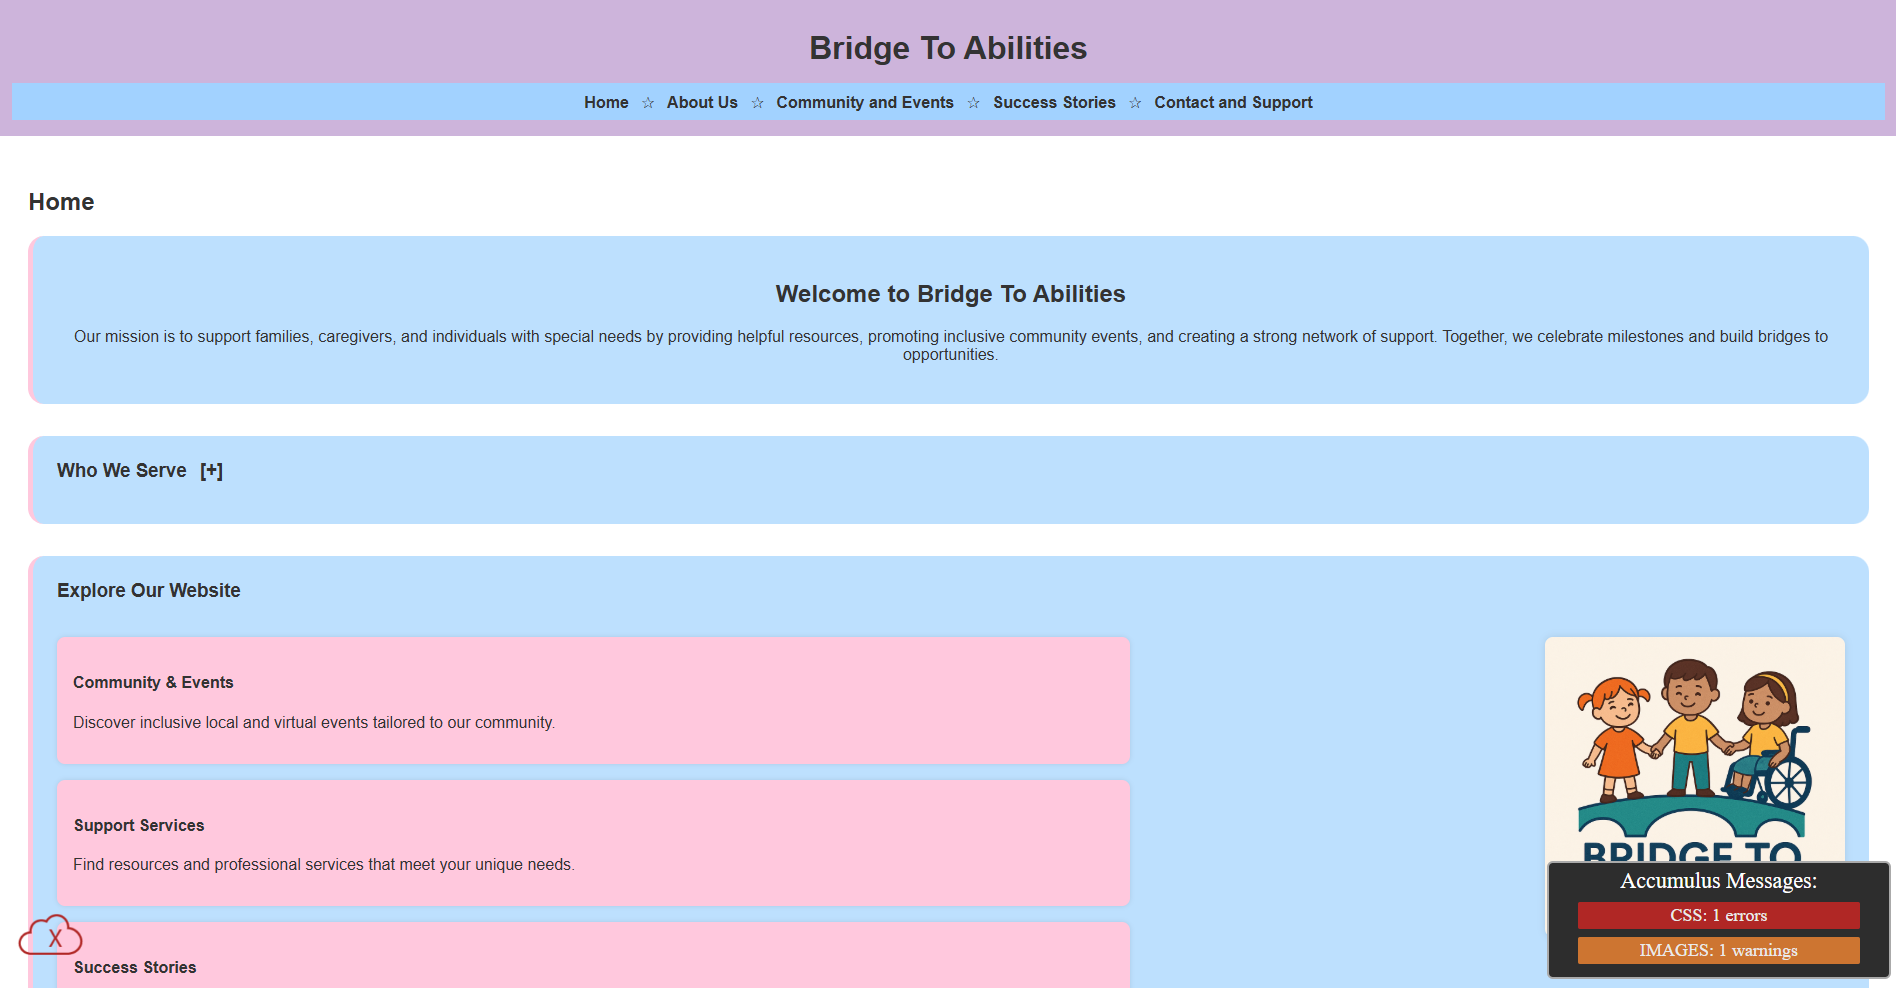 Bridge To Abilities
Home ☆ About Us ☆ Community and Events ☆ Success Stories ☆ Contact and Support
Home
Welcome to Bridge To Abilities
Our mission is to support families, caregivers, and individuals with special needs by providing helpful resources, promoting inclusive community events, and creating a strong network of support. Together, we celebrate milestones and build bridges to
opportunities.
Who We Serve [+]
Explore Our Website
Community & Events
Discover inclusive local and virtual events tailored to our community.
Support Services
Find resources and professional services that meet your unique needs.
Success Stories
BRIDGE TO
X
Accumulus Messages:
CSS: 1 errors
IMAGES: 1 warnings